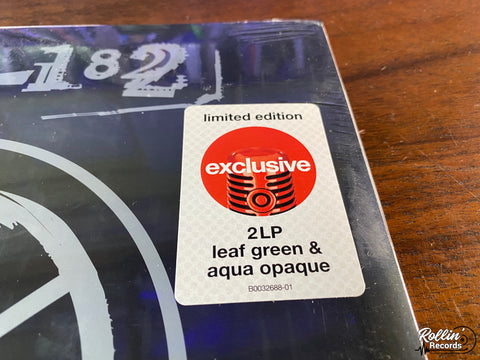 -182
limited edition
exclusive
2LP
leaf green &
aqua opaque
B0032688-01
Rollin'
Records